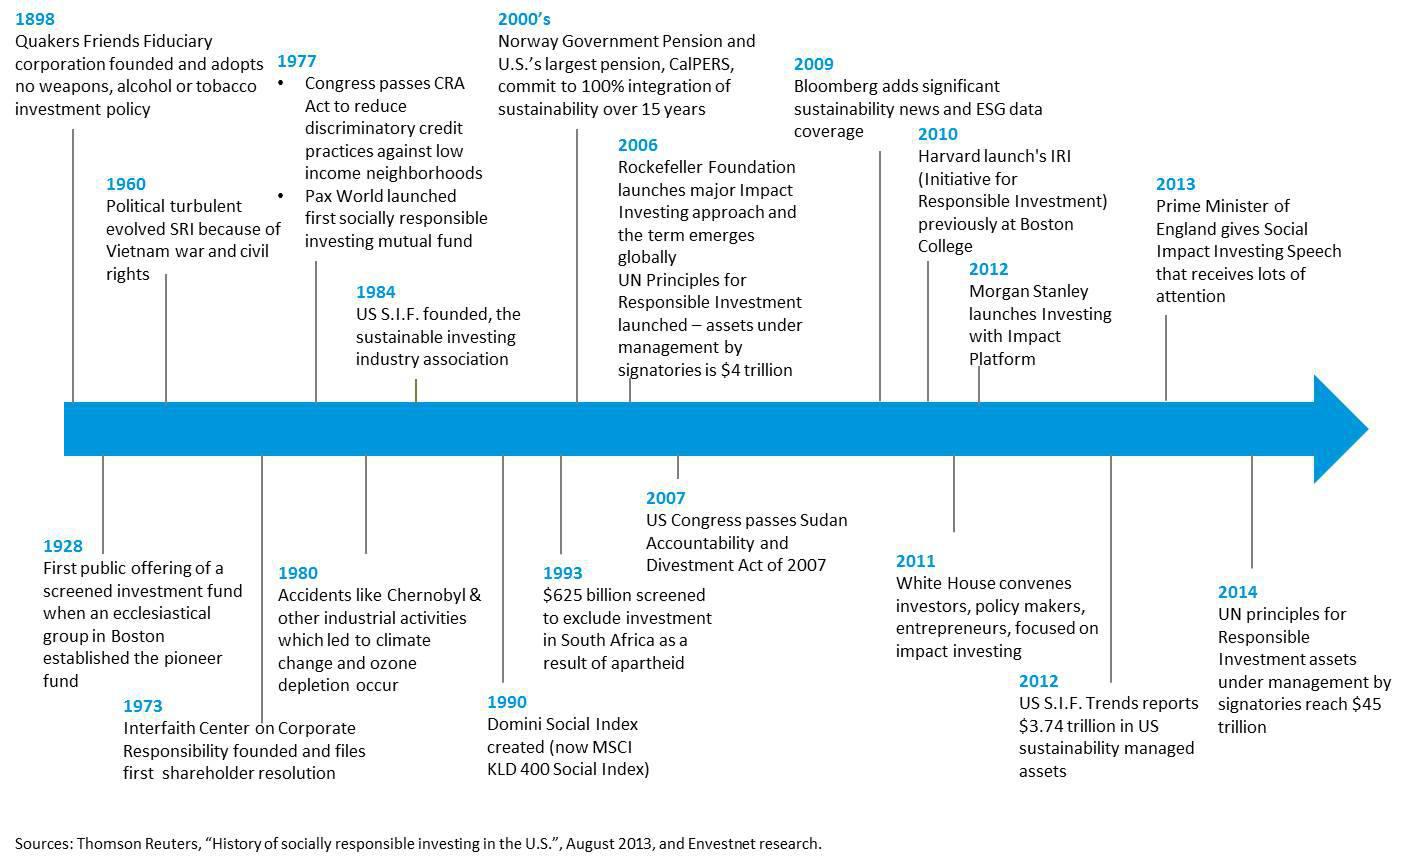 1898
Quakers Friends Fiduciary
corporation founded and adopts
no weapons, alcohol or tobacco
investment policy
1960
Political turbulent
evolved SRI because of
Vietnam war and civil
rights
1977
• Congress passes CRA
Act to reduce
discriminatory credit
practices against low
income neighborhoods
• Pax World launched
first socially responsible
investing mutual fund
1984
US S.I.F. founded, the
sustainable investing
industry association
2000’s
Norway Government Pension and
U.S.’s largest pension, CalPERS,
commit to 100% integration of
sustainability over 15 years
2006
Rockefeller Foundation
launches major Impact
Investing approach and
the term emerges
globally
UN Principles for
Responsible Investment
launched – assets under
management by
signatories is $4 trillion
2009
Bloomberg adds significant
sustainability news and ESG data
coverage
2010
Harvard launch's IRI
(Initiative for
Responsible Investment)
previously at Boston
College
2012
Morgan Stanley
launches Investing
with Impact
Platform
2013
Prime Minister of
England gives Social
Impact Investing Speech
that receives lots of
attention
1928
First public offering of a
screened investment fund
when an ecclesiastical
group in Boston
established the pioneer
fund
1973
Interfaith Center on Corporate
Responsibility founded and files
first shareholder resolution
1980
Accidents like Chernobyl &
other industrial activities
which led to climate
change and ozone
depletion occur
1990
Domini Social Index
created (now MSCI
KLD 400 Social Index)
1993
$625 billion screened
to exclude investment
in South Africa as a
result of apartheid
2007
US Congress passes Sudan
Accountability and
Divestment Act of 2007
2011
White House convenes
investors, policy makers,
entrepreneurs, focused on
impact investing
2012
US S.I.F. Trends reports
$3.74 trillion in US
sustainability managed
assets
2014
UN principles for
Responsible
Investment assets
under management by
signatories reach $45
trillion
Sources: Thomson Reuters, “History of socially responsible investing in the U.S.”, August 2013, and Envestnet research.